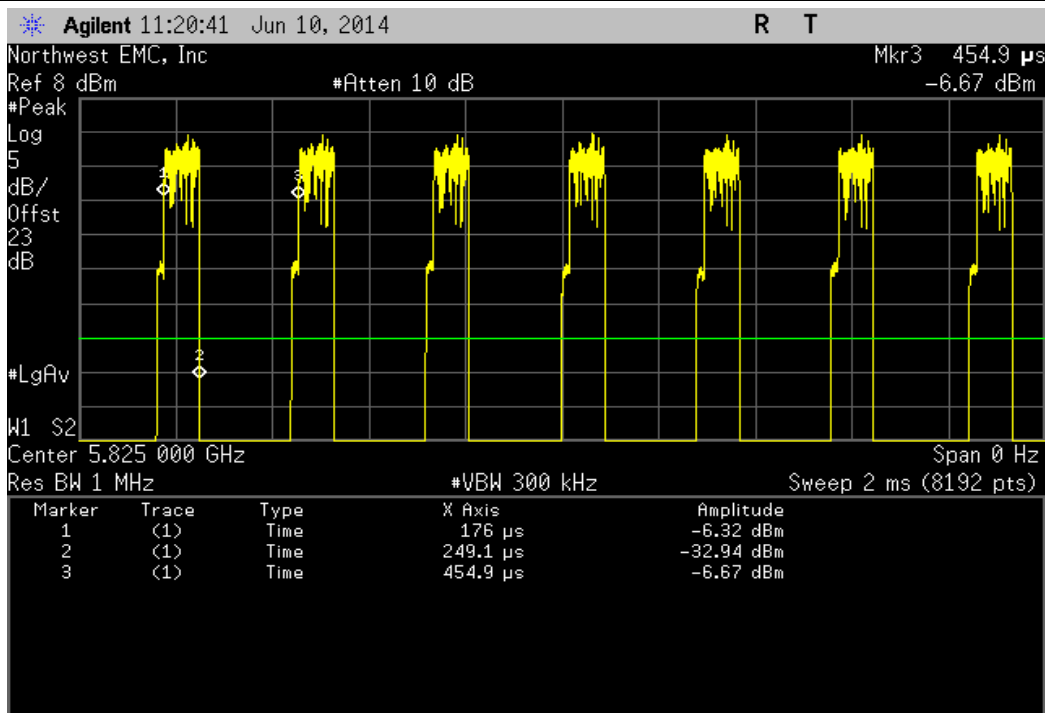 Agilent 11:20:41 Jun 10, 2014 R T
Northwest EMC, Inc Mkr3 454.9 µs
Ref 8 dBm #Atten 10 dB -6.67 dBm
#Peak
Log
5
dB/
Offst
23
dB
1
3
2
#LgAv
W1 S2
Center 5.825 000 GHz Span 0 Hz
Res BW 1 MHz #VBW 300 kHz Sweep 2 ms (8192 pts)
Marker Trace Type X Axis Amplitude
1 (1) Time 176 µs -6.32 dBm
2 (1) Time 249.1 µs -32.94 dBm
3 (1) Time 454.9 µs -6.67 dBm